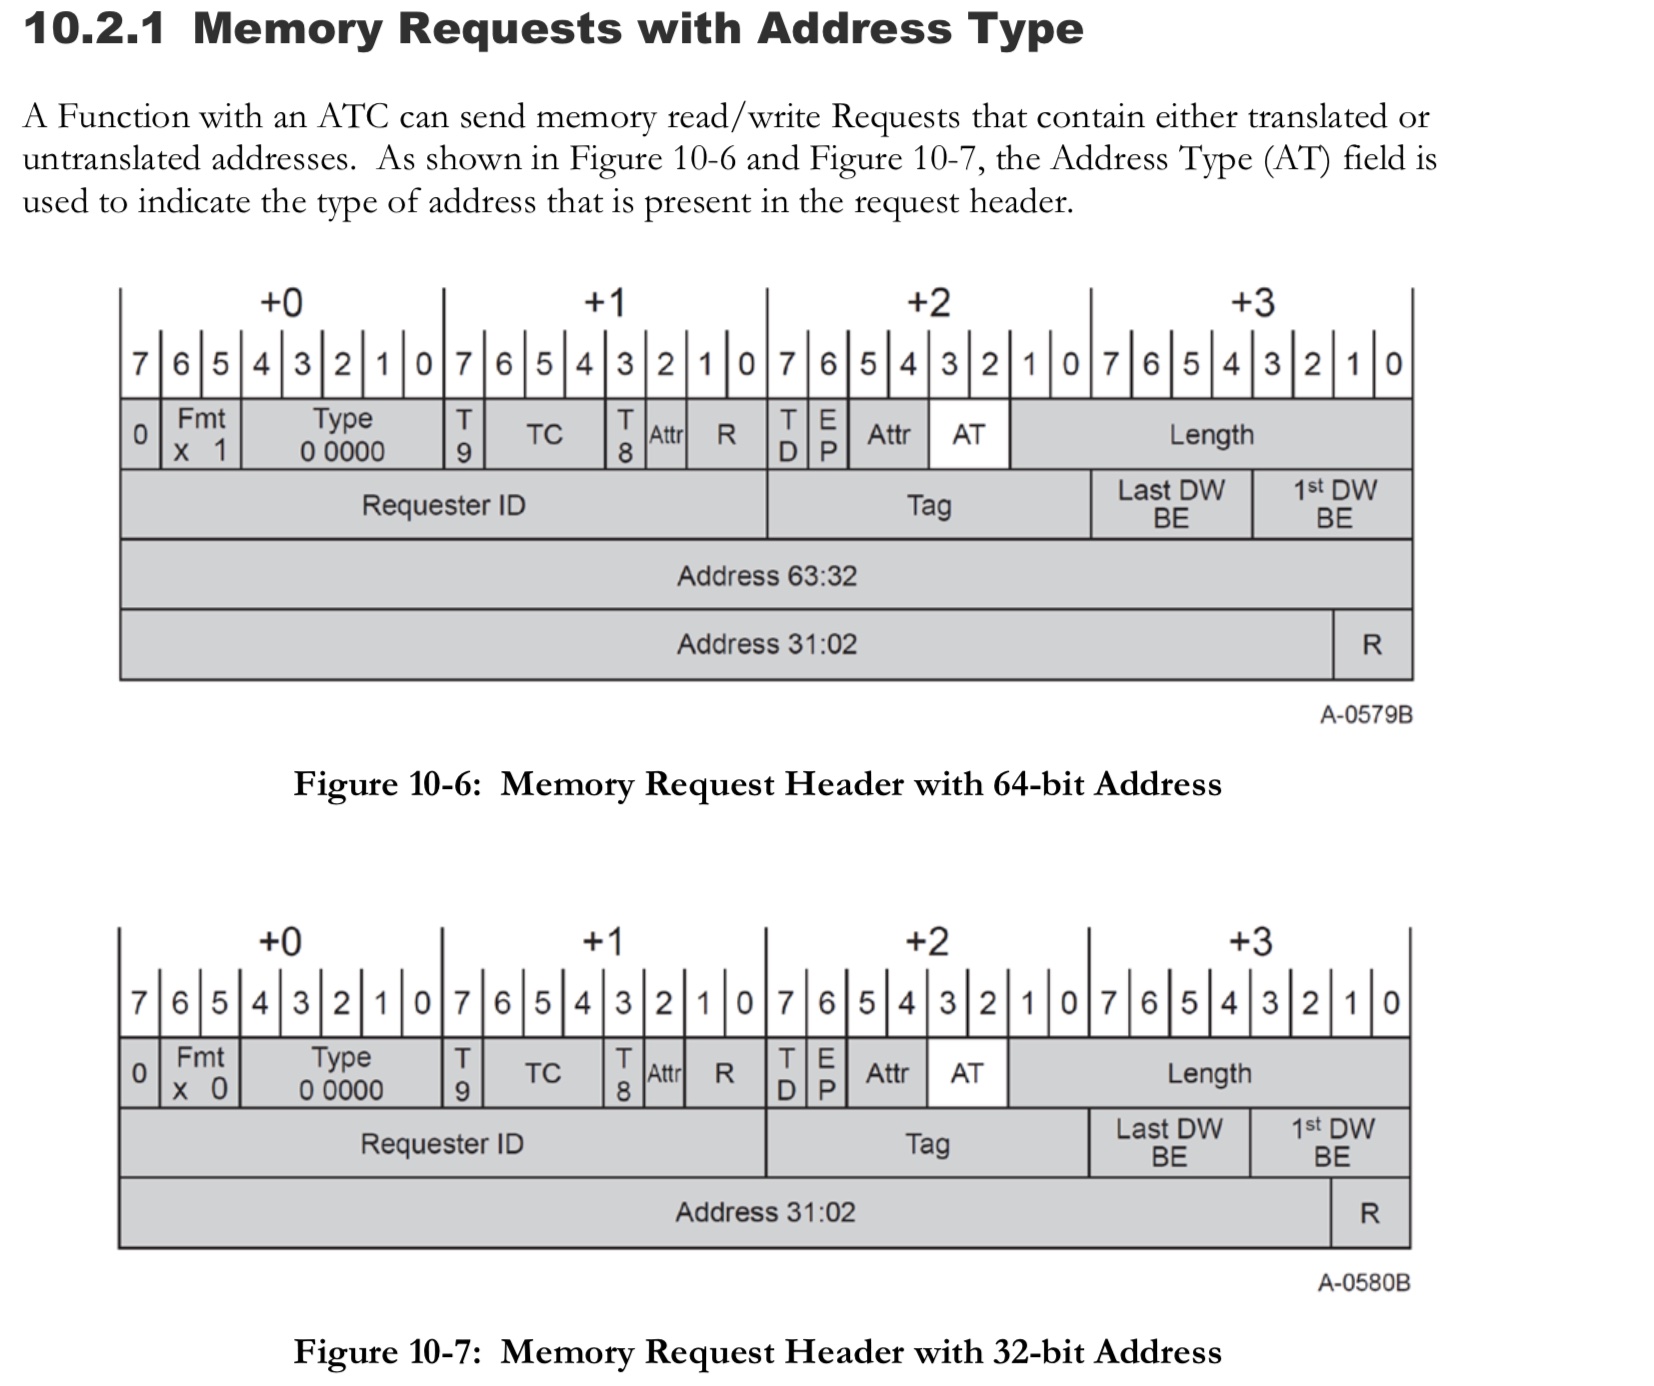 10.2.1 Memory Requests with Address Type
A Function with an ATC can send memory read/write Requests that contain either translated or
untranslated addresses. As shown in Figure 10-6 and Figure 10-7, the Address Type (AT) field is
used to indicate the type of address that is present in the request header.
+0 +1 +2 +3
7 6 5 4 3 2 1 0 7 6 5 4 3 2 1 0 7 6 5 4 3 2 1 0 7 6 5 4 3 2 1 0
0 Fmt x 1 Type 0 0000 T9 TC T8 Attr R TD EP Attr AT Length
Requester ID Tag Last DW BE 1st DW BE
Address 63:32
Address 31:02 R
A-0579B
Figure 10-6: Memory Request Header with 64-bit Address
+0 +1 +2 +3
7 6 5 4 3 2 1 0 7 6 5 4 3 2 1 0 7 6 5 4 3 2 1 0 7 6 5 4 3 2 1 0
0 Fmt x 0 Type 0 0000 T9 TC T8 Attr R TD EP Attr AT Length
Requester ID Tag Last DW BE 1st DW BE
Address 31:02 R
A-0580B
Figure 10-7: Memory Request Header with 32-bit Address